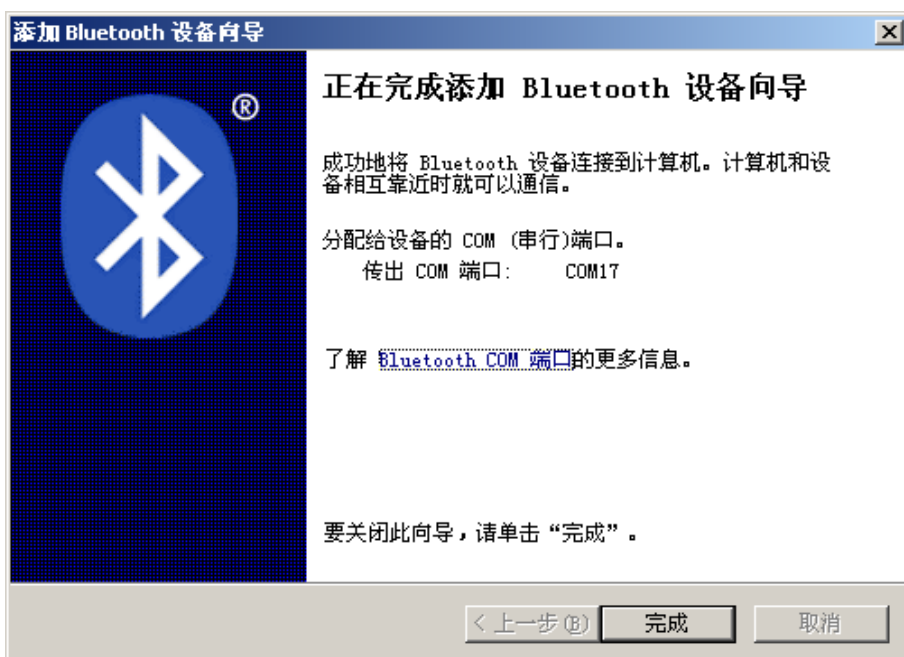 添加 Bluetooth 设备向导
®
正在完成添加 Bluetooth 设备向导
成功地将 Bluetooth 设备连接到计算机。计算机和设
备相互靠近时就可以通信。
分配给设备的 COM (串行)端口。
传出 COM 端口: COM17
了解 Bluetooth COM 端口的更多信息。
要关闭此向导,请单击“完成”。
< 上一步(B) 完成 取消